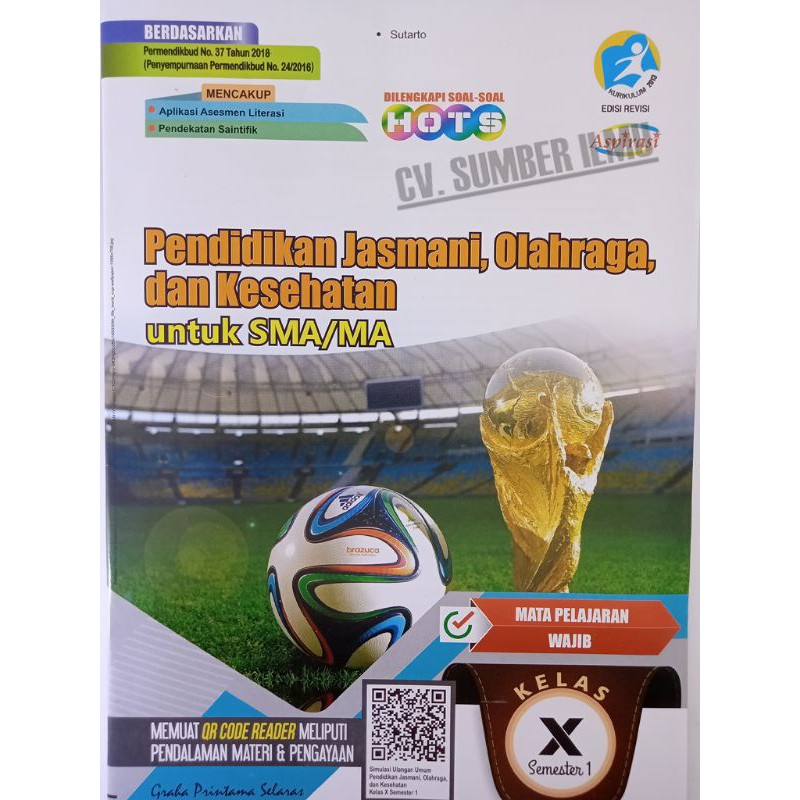 BERDASARKAN
Permendikbud No. 37 Tahun 2018
(Penyempurnaan Permendikbud No. 24/2016)
• Sutarto
MENCAKUP
• Aplikasi Asesmen Literasi
• Pendekatan Saintifik
DILENGKAPI SOAL-SOAL
HOTS
KURIKULUM 2013
EDISI REVISI
Aspirasi
CV. SUMBER ILMU
Pendidikan Jasmani, Olahraga,
dan Kesehatan
untuk SMA/MA
adidas
brazuca
MATA PELAJARAN
WAJIB
KELAS
X
Semester 1
MEMUAT QR CODE READER MELIPUTI
PENDALAMAN MATERI & PENGAYAAN
Simulasi Ulangan Umum
Pendidikan Jasmani, Olahraga,
dan Kesehatan
Kelas X Semester 1
Graha Printama Selaras